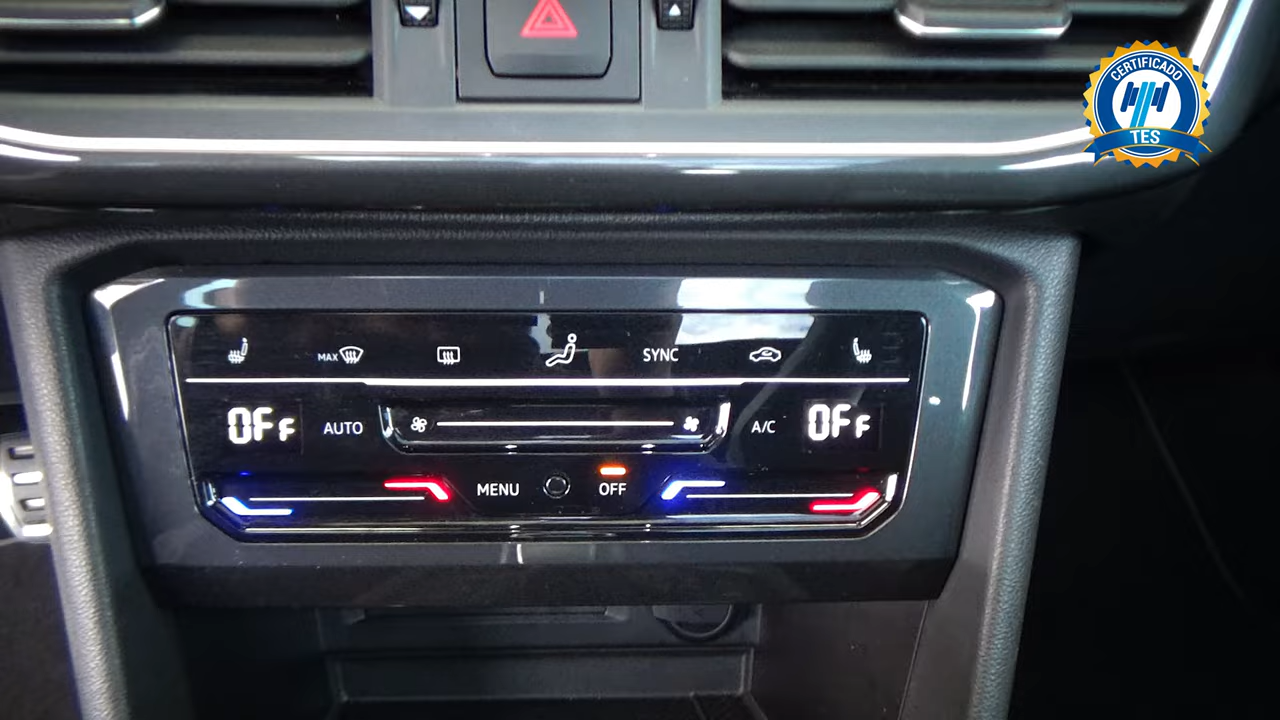 CERTIFICADO
TES
MAX
SYNC
OFF
AUTO
A/C
OFF
MENU
OFF